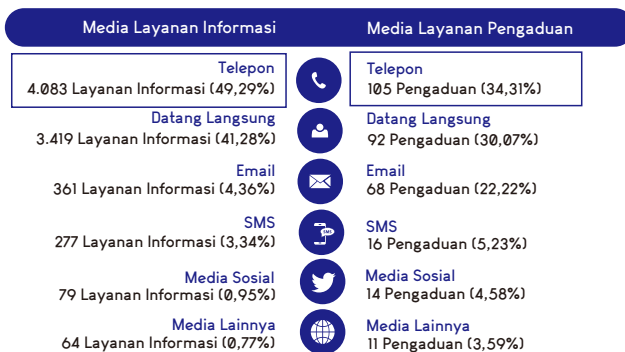 Media Layanan Informasi
Media Layanan Pengaduan
Telepon
4.083 Layanan Informasi (49,29%)
Telepon
105 Pengaduan (34,31%)
Datang Langsung
3.419 Layanan Informasi (41,28%)
Datang Langsung
92 Pengaduan (30,07%)
Email
361 Layanan Informasi (4,36%)
Email
68 Pengaduan (22,22%)
SMS
277 Layanan Informasi (3,34%)
SMS
SMS
16 Pengaduan (5,23%)
Media Sosial
79 Layanan Informasi (0,95%)
Media Sosial
14 Pengaduan (4,58%)
Media Lainnya
64 Layanan Informasi (0,77%)
Media Lainnya
11 Pengaduan (3,59%)